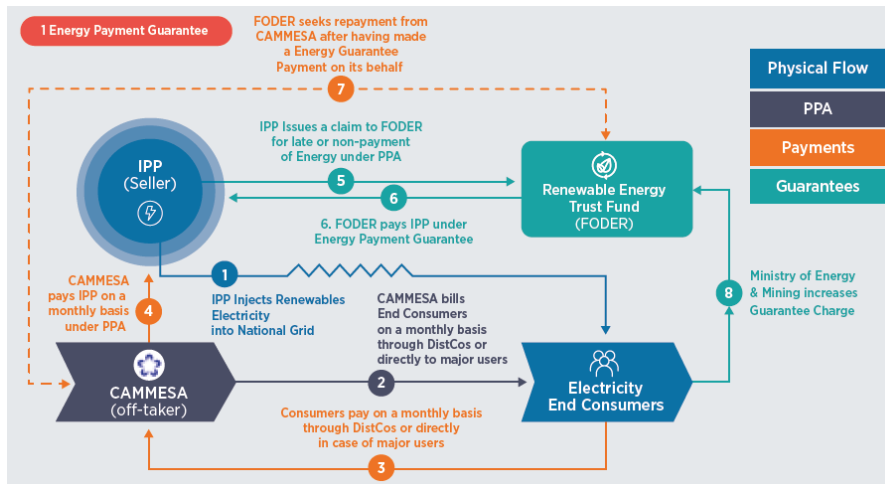 1 Energy Payment Guarantee
FODER seeks repayment from
CAMMESA after having made
a Energy Guarantee
Payment on its behalf
7
Physical Flow
PPA
Payments
Guarantees
IPP
(Seller)
IPP Issues a claim to FODER
for late or non-payment
of Energy under PPA
5
6
6. FODER pays IPP under
Energy Payment Guarantee
Renewable Energy
Trust Fund
(FODER)
CAMMESA
pays IPP on a
monthly basis
under PPA
4
1
IPP Injects Renewables
Electricity
into National Grid
CAMMESA bills
End Consumers
on a monthly basis
through DistCos or
directly to major users
8
Ministry of Energy
& Mining increases
Guarantee Charge
CAMMESA
(off-taker)
2
Electricity
End Consumers
Consumers pay on a monthly basis
through DistCos or directly
in case of major users
3